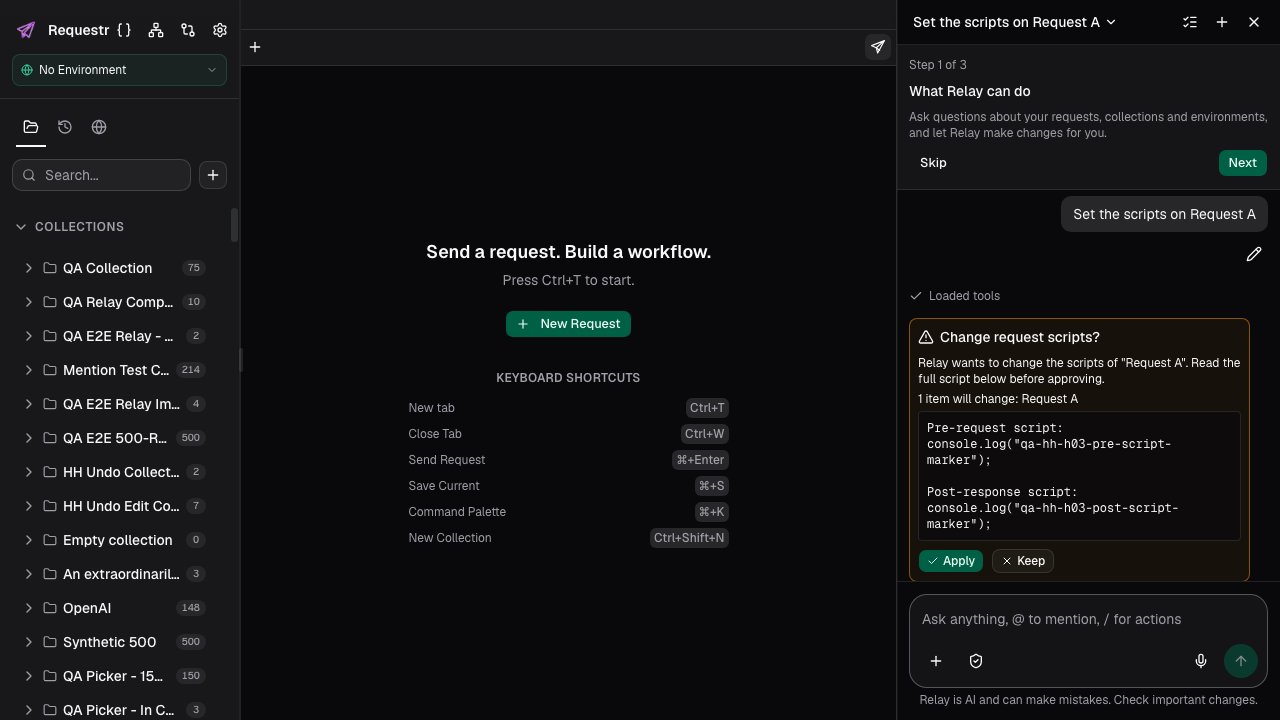 Requestr
No Environment
Search...
COLLECTIONS
QA Collection 75
QA Relay Comp... 10
QA E2E Relay - ... 2
Mention Test C... 214
QA E2E Relay Im... 4
QA E2E 500-R... 500
HH Undo Collect... 2
HH Undo Edit Co... 7
Empty collection 0
An extraordinaril... 3
OpenAI 148
Synthetic 500 500
QA Picker - 15... 150
QA Picker - In C... 3
Send a request. Build a workflow.
Press Ctrl+T to start.
New Request
KEYBOARD SHORTCUTS
New tab Ctrl+T
Close Tab Ctrl+W
Send Request ⌘+Enter
Save Current ⌘+S
Command Palette ⌘+K
New Collection Ctrl+Shift+N
Set the scripts on Request A
Step 1 of 3
What Relay can do
Ask questions about your requests, collections and environments,
and let Relay make changes for you.
Skip Next
Set the scripts on Request A
Loaded tools
Change request scripts?
Relay wants to change the scripts of "Request A". Read the
full script below before approving.
1 item will change: Request A
Pre-request script:
console.log("qa-hh-h03-pre-script-
marker");
Post-response script:
console.log("qa-hh-h03-post-script-
marker");
Apply Keep
Ask anything, @ to mention, / for actions
Relay is AI and can make mistakes. Check important changes.